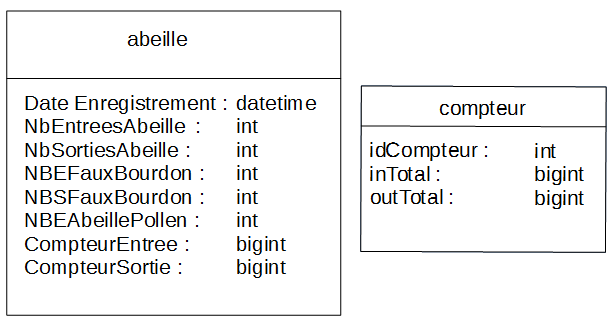 abeille
Date Enregistrement : datetime
NbEntreesAbeille : int
NbSortiesAbeille : int
NBEFauxBourdon : int
NBSFauxBourdon : int
NBEAbeillePollen : int
CompteurEntree : bigint
CompteurSortie : bigint
compteur
idCompteur : int
inTotal : bigint
outTotal : bigint